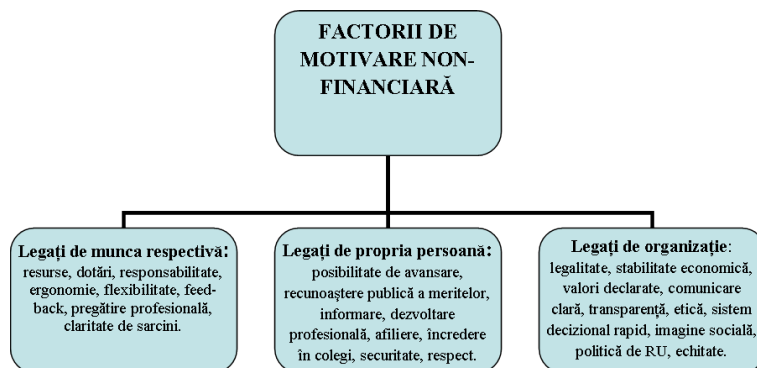 FACTORII DE
MOTIVARE NON-
FINANCIARĂ
Legați de munca respectivă:
resurse, dotări, responsabilitate,
ergonomie, flexibilitate, feed-
back, pregătire profesională,
claritate de sarcini.
Legați de propria persoană:
posibilitate de avansare,
recunoaștere publică a meritelor,
informare, dezvoltare
profesională, afiliere, încredere
în colegi, securitate, respect.
Legați de organizație:
legalitate, stabilitate economică,
valori declarate, comunicare
clară, transparență, etică, sistem
decizional rapid, imagine socială,
politică de RU, echitate.